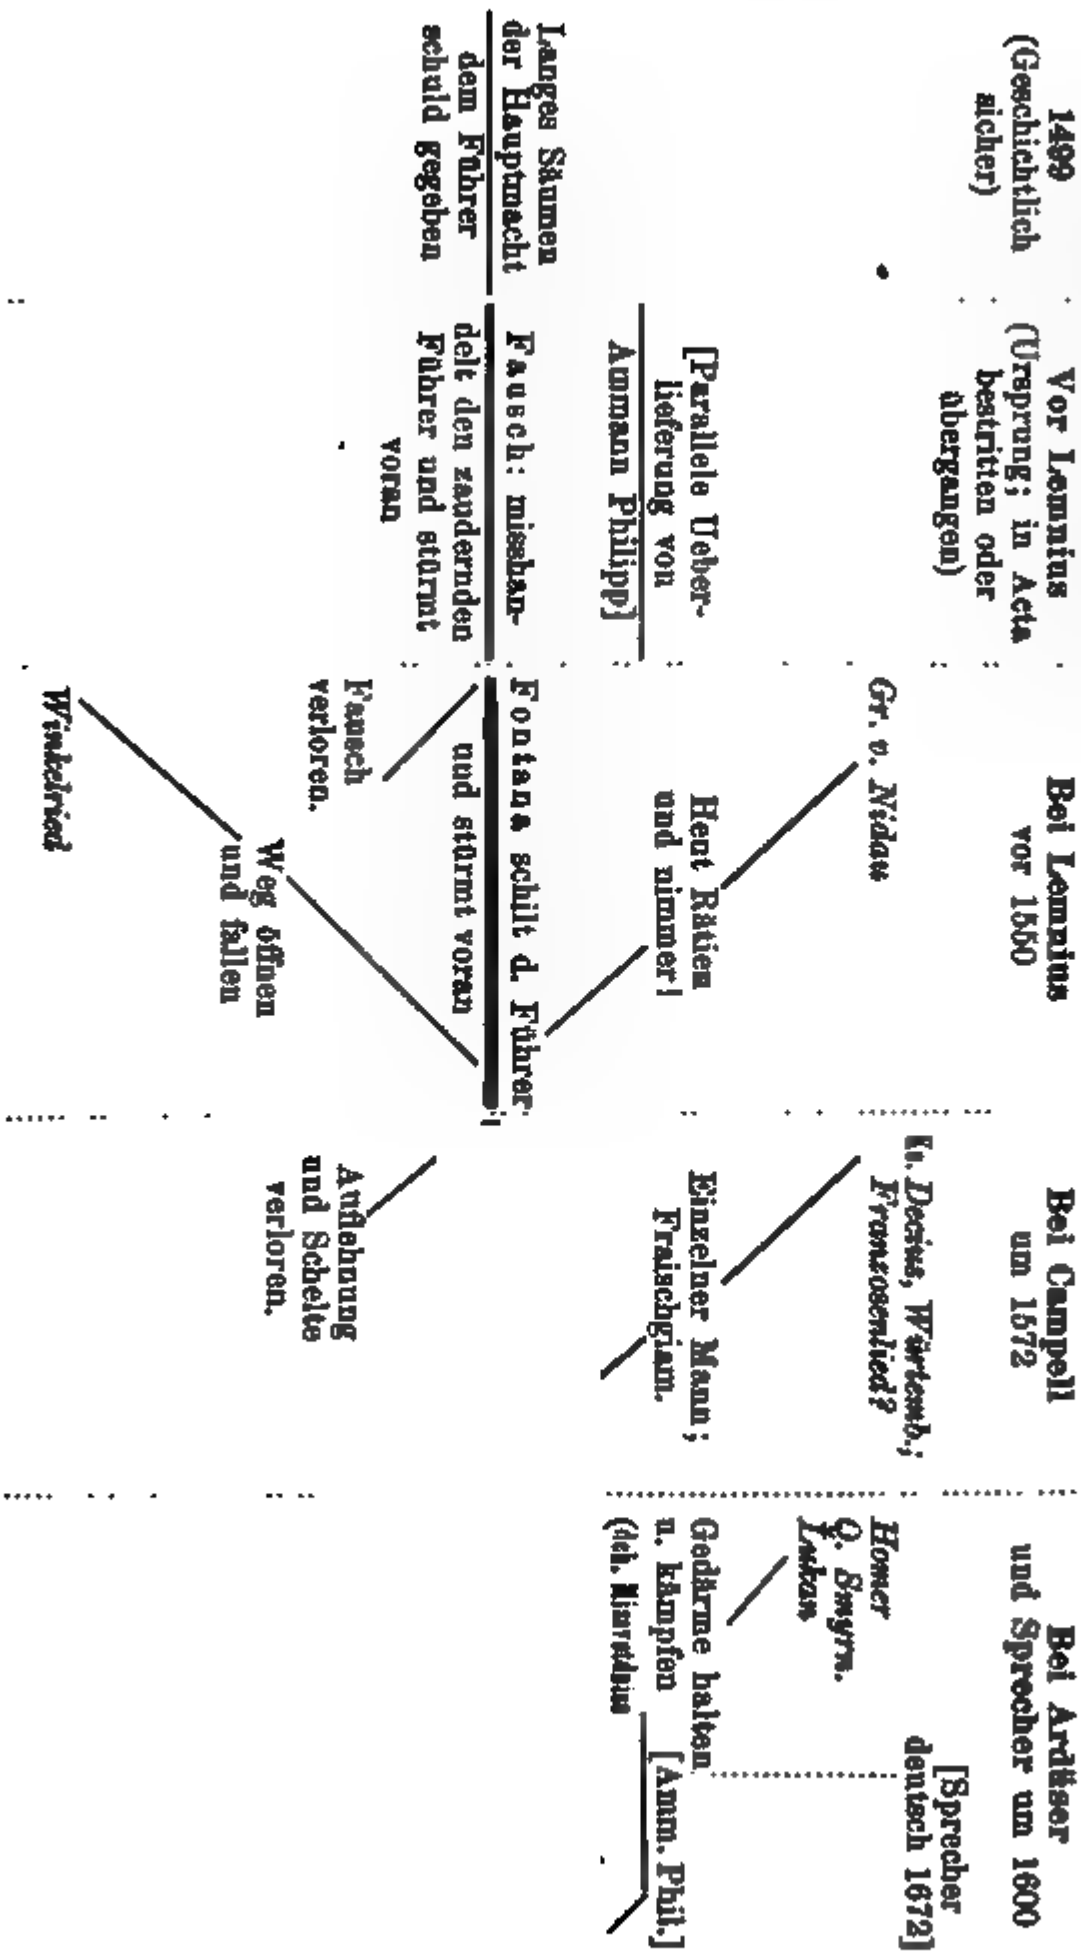 1499
(Geschichtlich
sicher)
Langes Säumen
der Hauptmacht
dem Führer
schuld gegeben
Vor Lemnius
(Ursprung; in Acta
bestritten oder
übergangen)
[Parallele Ueber-
lieferung von
Ammann Philipp]
Fausch: misshan-
delt den zaudernden
Führer und stürmt
voran
Bei Lemnius
vor 1550
Gr. v. Nidau
Heut Rätien
und nimmer!
Fontana schilt d. Führer
und stürmt voran
Fausch
verloren.
Weg öffnen
und fallen
Winkelried
Bei Campell
um 1572
Decius, Würtemb.;
Franzosenlied?
Einzelner Mann;
Fraischgiam.
Auflehnung
und Schelte
verloren.
Bei Ardüser
und Sprecher um 1600
[Sprecher
deutsch 1672]
Homer
Q. Smyrn.
Lukan
Gedärme halten
u. kämpfen
(dch.
[Amm. Phil.]